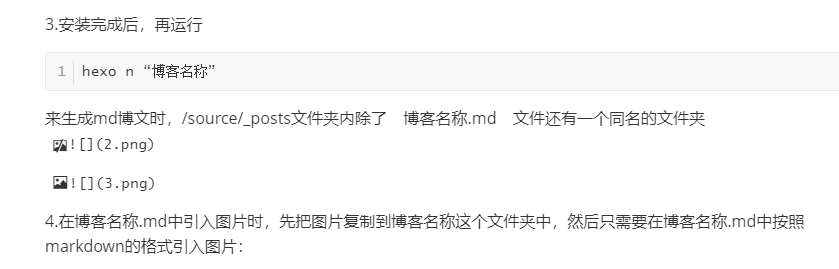 3.安装完成后，再运行
1 hexo n “博客名称”
来生成md博文时，/source/_posts文件夹内除了 博客名称.md 文件还有一个同名的文件夹
![](2.png)
![](3.png)
4.在博客名称.md中引入图片时，先把图片复制到博客名称这个文件夹中，然后只需要在博客名称.md中按照
markdown的格式引入图片：